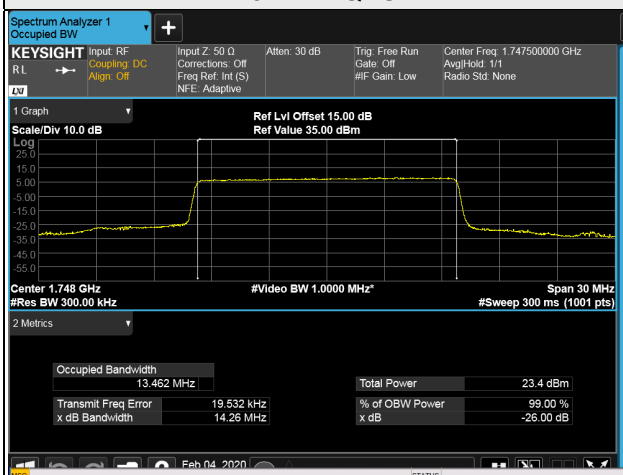 Spectrum Analyzer 1
Occupied BW
+
KEYSIGHT Input: RF Input Z: 50 Ω Atten: 30 dB Trig: Free Run Center Freq: 1.747500000 GHz
RL Coupling: DC Corrections: Off Gate: Off Avg|Hold: 1/1
Align: Off Freq Ref: Int (S) #IF Gain: Low Radio Std: None
LXI NFE: Adaptive
1 Graph
Ref Lvl Offset 15.00 dB
Scale/Div 10.0 dB Ref Value 35.00 dBm
Log
25.0
15.0
5.00
-5.00
-15.0
-25.0
-35.0
-45.0
-55.0
Center 1.748 GHz #Video BW 1.0000 MHz* Span 30 MHz
#Res BW 300.00 kHz #Sweep 300 ms (1001 pts)
2 Metrics
Occupied Bandwidth
13.462 MHz Total Power 23.4 dBm
Transmit Freq Error 19.532 kHz % of OBW Power 99.00 %
x dB Bandwidth 14.26 MHz x dB -26.00 dB
Feb 04, 2020
MSG STATUS